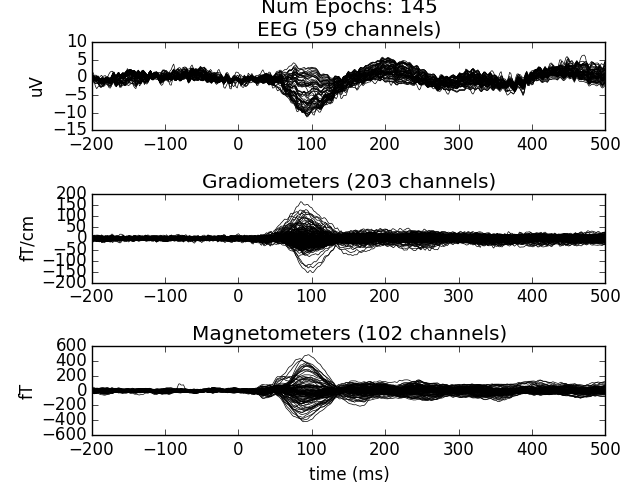 Num Epochs: 145
EEG (59 channels)
10
5
0
−5
−10
−15
uV
−200 −100 0 100 200 300 400 500
Gradiometers (203 channels)
200
150
100
50
0
−50
−100
−150
−200
fT/cm
−200 −100 0 100 200 300 400 500
Magnetometers (102 channels)
600
400
200
0
−200
−400
−600
fT
−200 −100 0 100 200 300 400 500
time (ms)